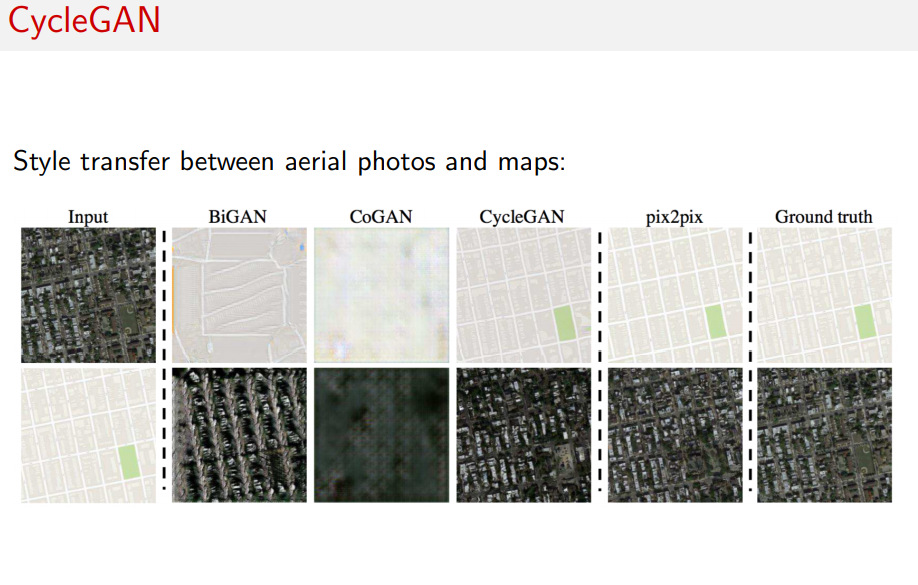 CycleGAN
Style transfer between aerial photos and maps:
Input BiGAN CoGAN CycleGAN pix2pix Ground truth